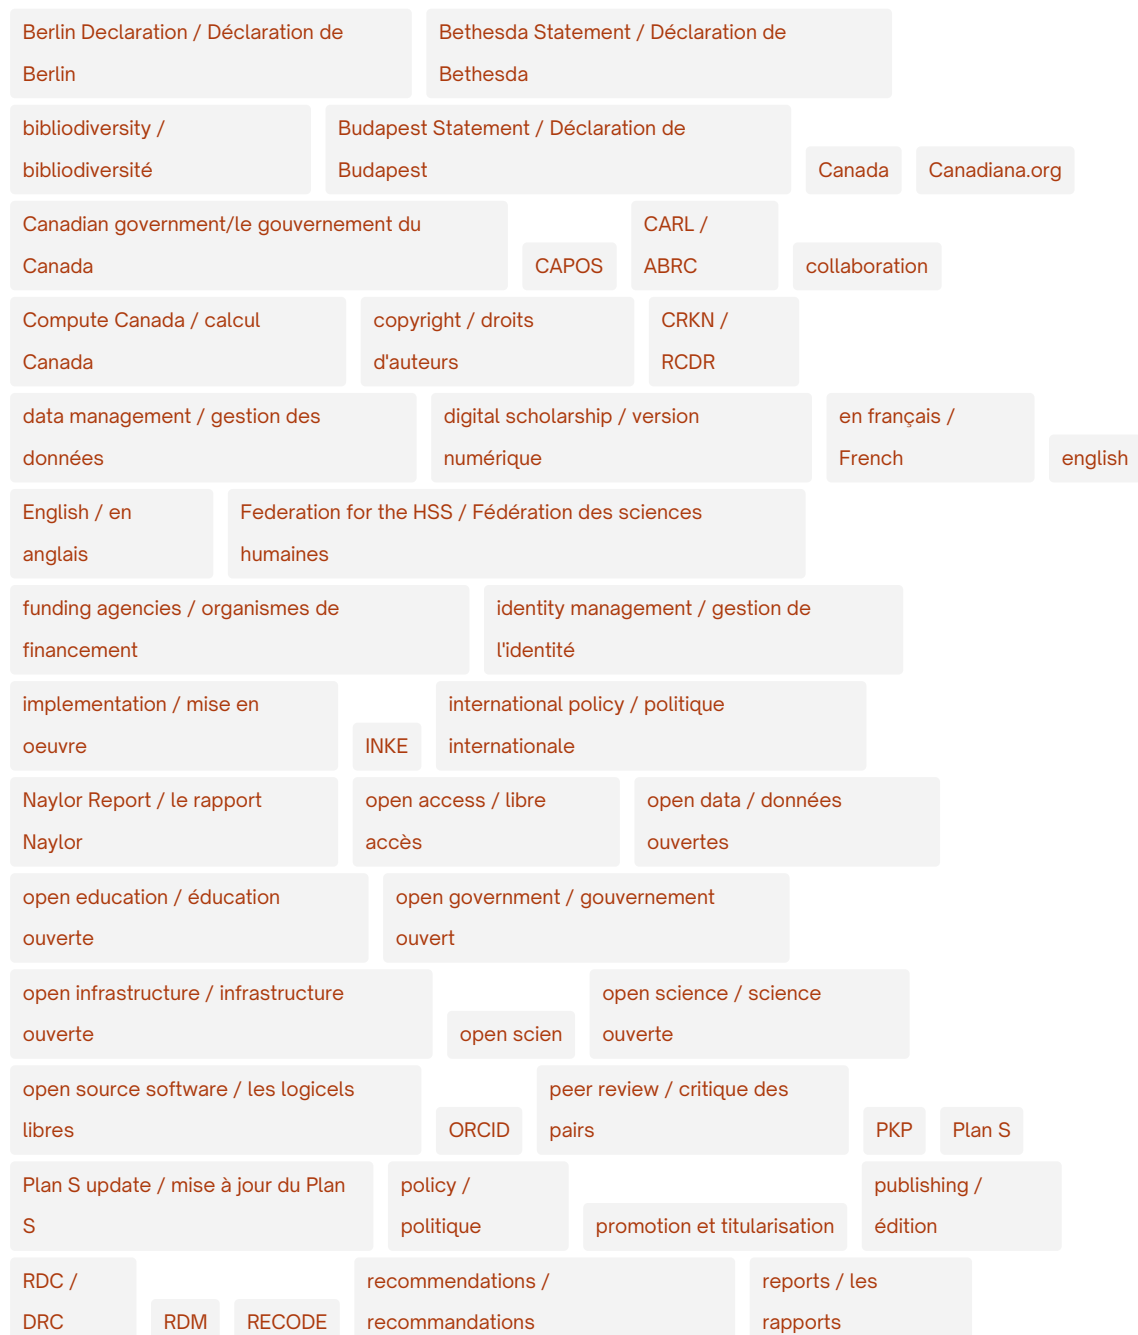 Berlin Declaration / Déclaration de
Berlin
Bethesda Statement / Déclaration de
Bethesda
bibliodiversity /
bibliodiversité
Budapest Statement / Déclaration de
Budapest
Canada
Canadiana.org
Canadian government/le gouvernement du
Canada
CAPOS
CARL /
ABRC
collaboration
Compute Canada / calcul
Canada
copyright / droits
d'auteurs
CRKN /
RCDR
data management / gestion des
données
digital scholarship / version
numérique
en français /
French
english
English / en
anglais
Federation for the HSS / Fédération des sciences
humaines
funding agencies / organismes de
financement
identity management / gestion de
l'identité
implementation / mise en
oeuvre
INKE
international policy / politique
internationale
Naylor Report / le rapport
Naylor
open access / libre
accès
open data / données
ouvertes
open education / éducation
ouverte
open government / gouvernement
ouvert
open infrastructure / infrastructure
ouverte
open scien
open science / science
ouverte
open source software / les logicels
libres
ORCID
peer review / critique des
pairs
PKP
Plan S
Plan S update / mise à jour du Plan
S
policy /
politique
promotion et titularisation
publishing /
édition
RDC /
DRC
RDM
RECODE
recommendations /
recommandations
reports / les
rapports